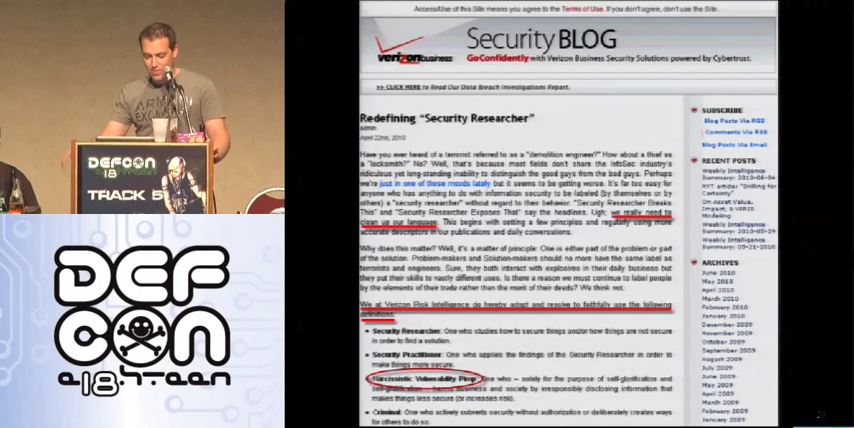 Access/Use of this Site means you agree to the Terms of Use. If you don't agree, don't use the Site.
verizonbusiness
Security BLOG
GoConfidently with Verizon Business Security Solutions powered by Cybertrust.
>> CLICK HERE to Read Our Data Breach Investigations Report.
Redefining "Security Researcher"
admin
April 22nd, 2010
Have you ever heard of a terrorist referred to as a "demolition engineer?" How about a thief as
a "locksmith?" No? Well, that's because most fields don't share the InfoSec industry's
ridiculous yet long-standing inability to distinguish the good guys from the bad guys. Perhaps
we're just in one of those moods lately but it seems to be getting worse. It's far too easy for
anyone who has anything to do with information security to be labeled (by themselves or by
others) a "security researcher" without regard to their behavior. "Security Researcher Breaks
This" and "Security Researcher Exposes That" say the headlines. Ugh; we really need to
clean up our language. This begins with setting a few principles and regularly using more
accurate descriptors in our publications and daily conversations.
Why does this matter? Well, it's a matter of principle: One is either part of the problem or part
of the solution. Problem-makers and Solution-makers should no more have the same label as
terrorists and engineers. Sure, they both interact with explosives in their daily business but
they put their skills to vastly different uses. Is there a reason we must continue to label people
by the elements of their trade rather than the merit of their deeds? We think not.
We at Verizon Risk Intelligence do hereby adopt and resolve to faithfully use the following
definitions:
• Security Researcher: One who studies how to secure things and/or how things are not secure
in order to find a solution.
• Security Practitioner: One who applies the findings of the Security Researcher in order to
make things more secure.
• Narcissistic Vulnerability Pimp: One who – solely for the purpose of self-glorification and
self-gratification – harms business and society by irresponsibly disclosing information that
makes things less secure (or increases risk).
• Criminal: One who actively subverts security without authorization or deliberately creates ways
for others to do so.
SUBSCRIBE
Blog Posts Via RSS
Comments Via RSS
Blog Posts Via Email
RECENT POSTS
Weekly Intelligence
Summary: 2010-06-04
NYT articles "Drilling for
Certainty"
On Asset Value,
Impact, & VERIS
Modeling
Weekly Intelligence
Summary: 2010-05-29
Weekly Intelligence
Summary: 05-21-2010
ARCHIVES
June 2010
May 2010
April 2010
March 2010
February 2010
January 2010
December 2009
November 2009
October 2009
September 2009
August 2009
July 2009
June 2009
May 2009
April 2009
March 2009
February 2009
January 2009
DEFCON
18
TRACK 5
DEF
CON
e18hteen